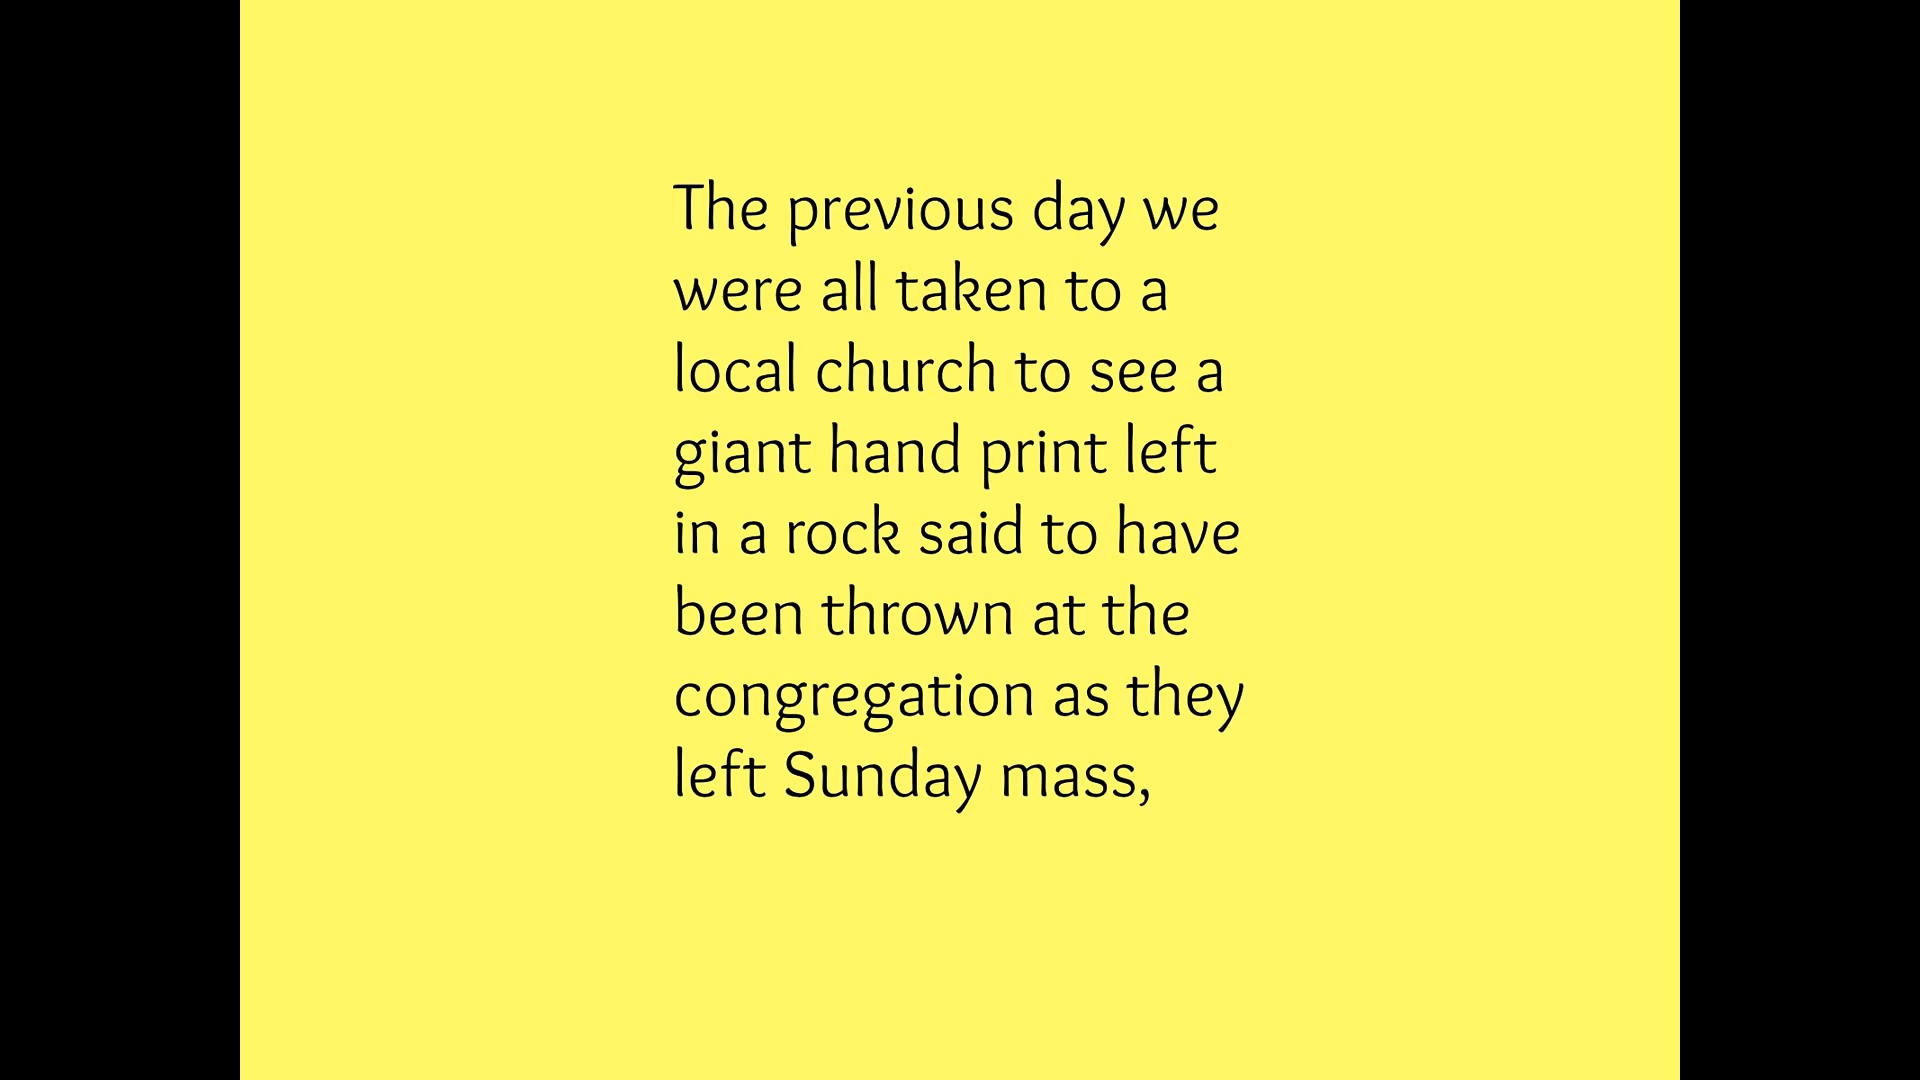 The previous day we
were all taken to a
local church to see a
giant hand print left
in a rock said to have
been thrown at the
congregation as they
left Sunday mass,